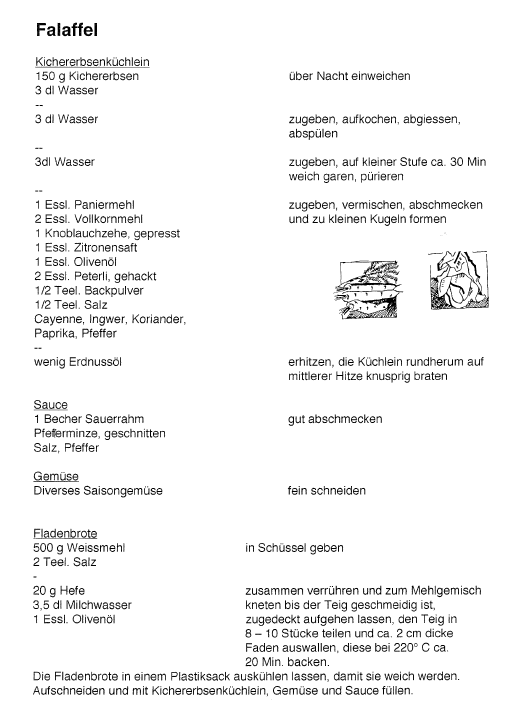 Falaffel
Kichererbsenküchlein
150 g Kichererbsen über Nacht einweichen
3 dl Wasser
--
3 dl Wasser zugeben, aufkochen, abgiessen,
abspülen
--
3dl Wasser zugeben, auf kleiner Stufe ca. 30 Min
weich garen, pürieren
--
1 Essl. Paniermehl zugeben, vermischen, abschmecken
2 Essl. Vollkornmehl und zu kleinen Kugeln formen
1 Knoblauchzehe, gepresst
1 Essl. Zitronensaft
1 Essl. Olivenöl
2 Essl. Peterli, gehackt
1/2 Teel. Backpulver
1/2 Teel. Salz
Cayenne, Ingwer, Koriander,
Paprika, Pfeffer
--
wenig Erdnussöl erhitzen, die Küchlein rundherum auf
mittlerer Hitze knusprig braten
Sauce
1 Becher Sauerrahm gut abschmecken
Pfefferminze, geschnitten
Salz, Pfeffer
Gemüse
Diverses Saisongemüse fein schneiden
Fladenbrote
500 g Weissmehl in Schüssel geben
2 Teel. Salz
-
20 g Hefe zusammen verrühren und zum Mehlgemisch
3,5 dl Milchwasser kneten bis der Teig geschmeidig ist,
1 Essl. Olivenöl zugedeckt aufgehen lassen, den Teig in
8 – 10 Stücke teilen und ca. 2 cm dicke
Faden auswallen, diese bei 220° C ca.
20 Min. backen.
Die Fladenbrote in einem Plastiksack auskühlen lassen, damit sie weich werden.
Aufschneiden und mit Kichererbsenküchlein, Gemüse und Sauce füllen.